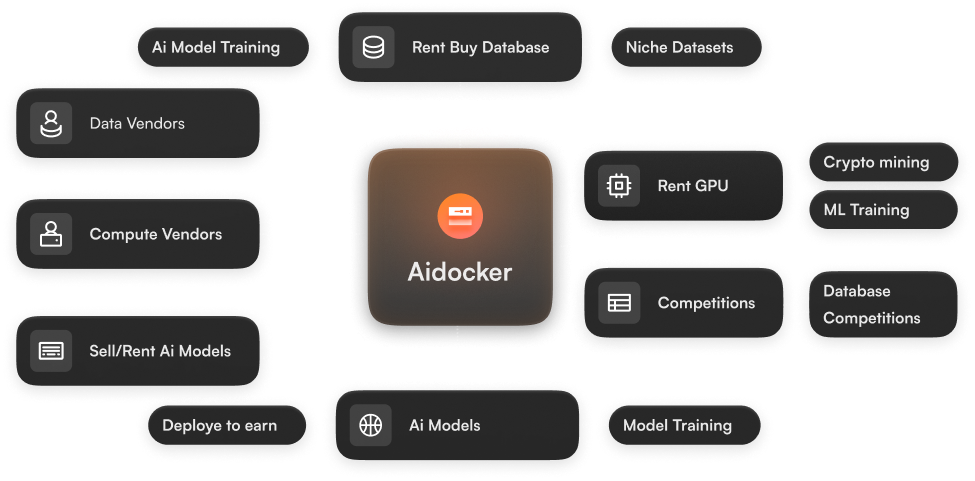 Ai Model Training
Rent Buy Database
Niche Datasets
Data Vendors
Compute Vendors
Sell/Rent Ai Models
Aidocker
Rent GPU
Crypto mining
ML Training
Competitions
Database
Competitions
Deploye to earn
Ai Models
Model Training